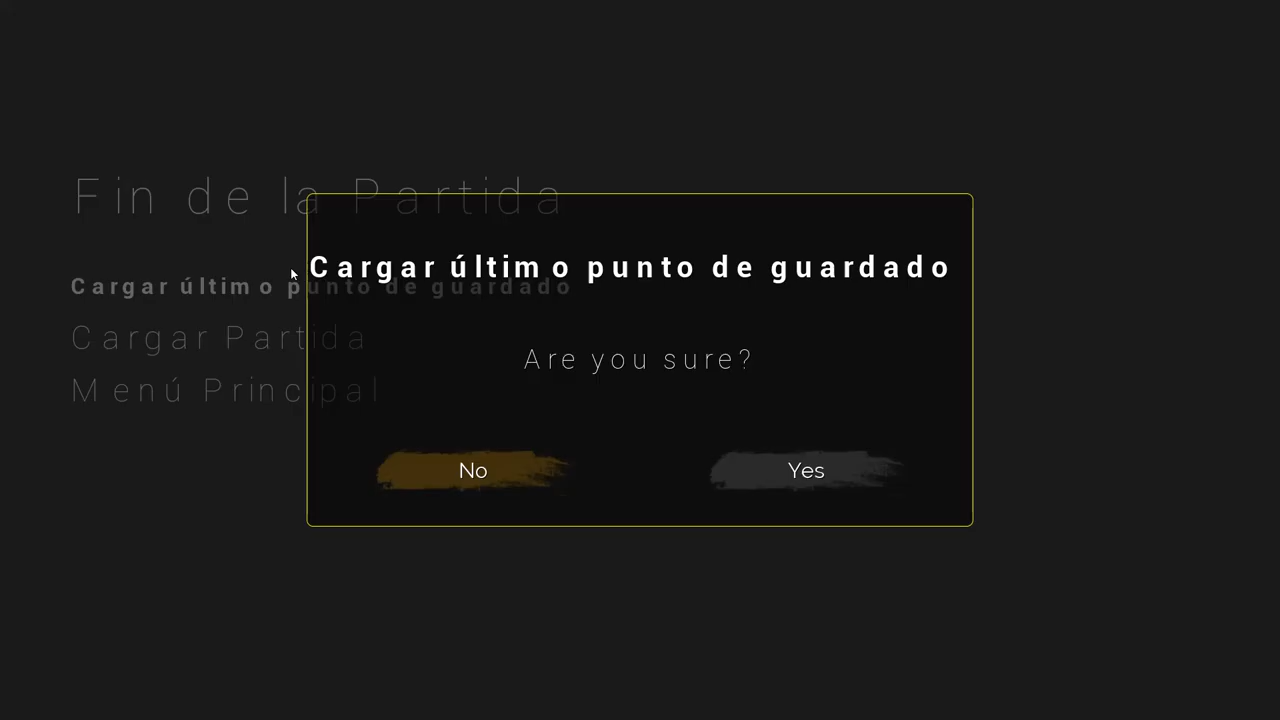 Fin de la Partida
Cargar último punto de guardado
Cargar último punto de guardado
Cargar Partida
Menú Principal
Are you sure?
No
Yes